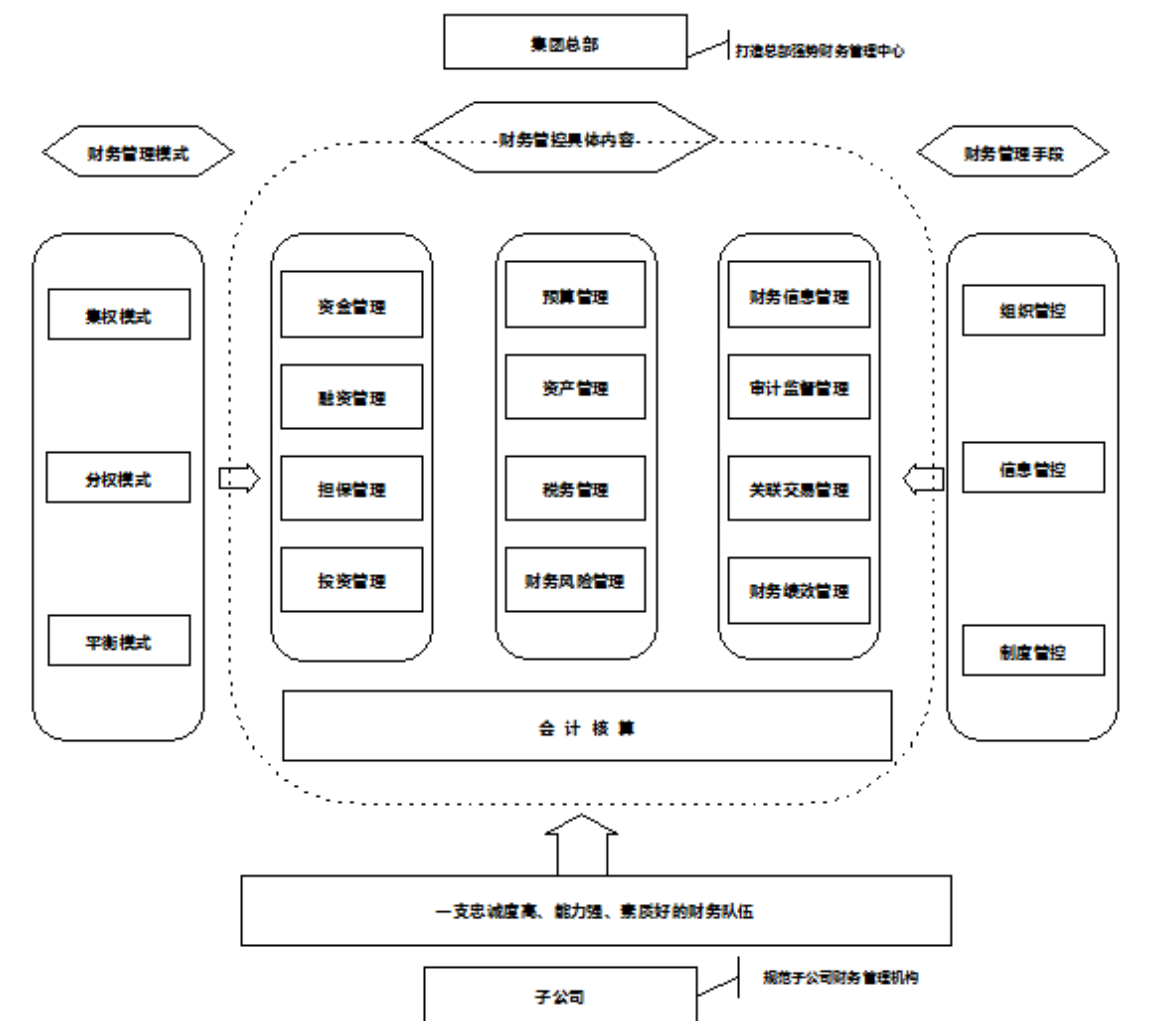 集团总部
打造总部强势财务管理中心
财务管理模式
财务管控具体内容
财务管理手段
集权模式
分权模式
平衡模式
资金管理
融资管理
担保管理
投资管理
预算管理
资产管理
税务管理
财务风险管理
财务信息管理
审计监督管理
关联交易管理
财务绩效管理
组织管控
信息管控
制度管控
会 计 核 算
一支忠诚度高、能力强、素质好的财务队伍
子公司
规范子公司财务管理机构